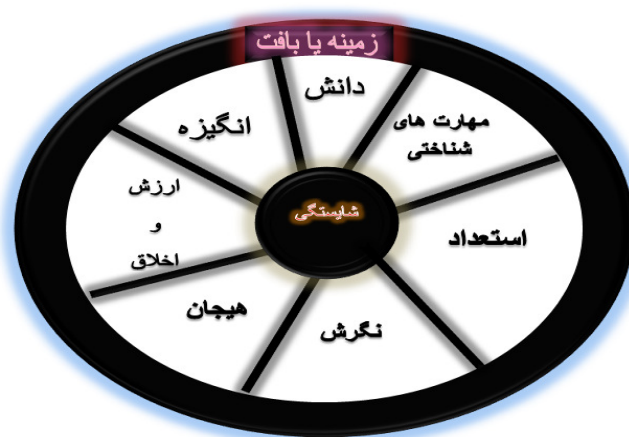 زمینه یا بافت
دانش
مهارت های
شناختی
استعداد
نگرش
هیجان
ارزش
و
اخلاق
انگیزه
شایستگی